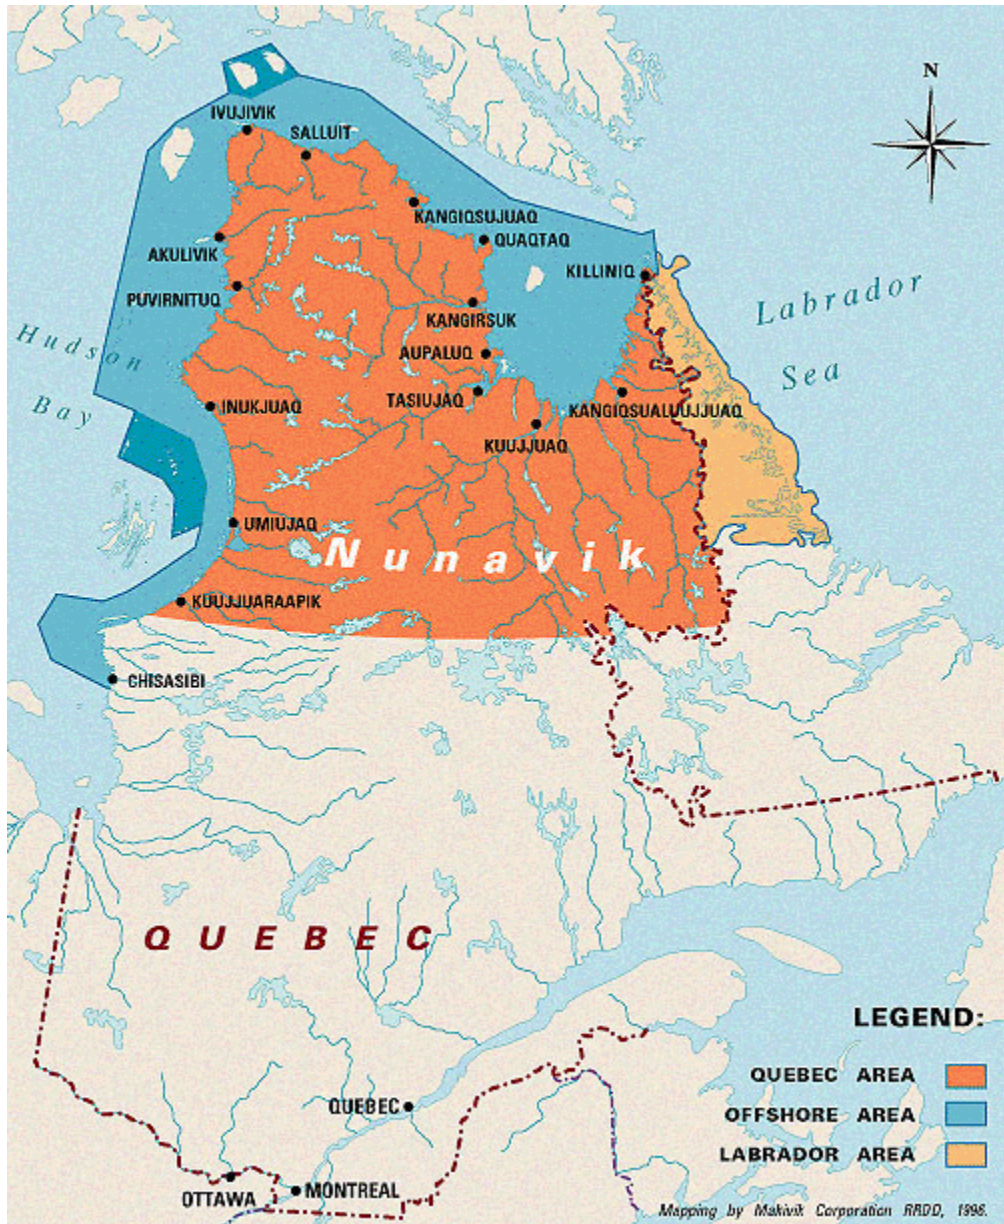 N
IVUJIVIK
SALLUIT
KANGIQSUJUAQ
QUAQTAQ
AKULIVIK
KILLINIQ
PUVIRNITUQ
KANGIRSUK
Labrador
Sea
Hudson
Bay
AUPALUQ
TASIUJAQ
KANGIQSUALUUJJUAQ
INUKJUAQ
KUUJJUAQ
UMIUJAQ
Nunavik
KUUJJUARAAPIK
CHISASIBI
QUEBEC
LEGEND:
QUEBEC AREA
OFFSHORE AREA
LABRADOR AREA
QUEBEC
OTTAWA
MONTREAL
Mapping by Makivik Corporation RRDD, 1996.